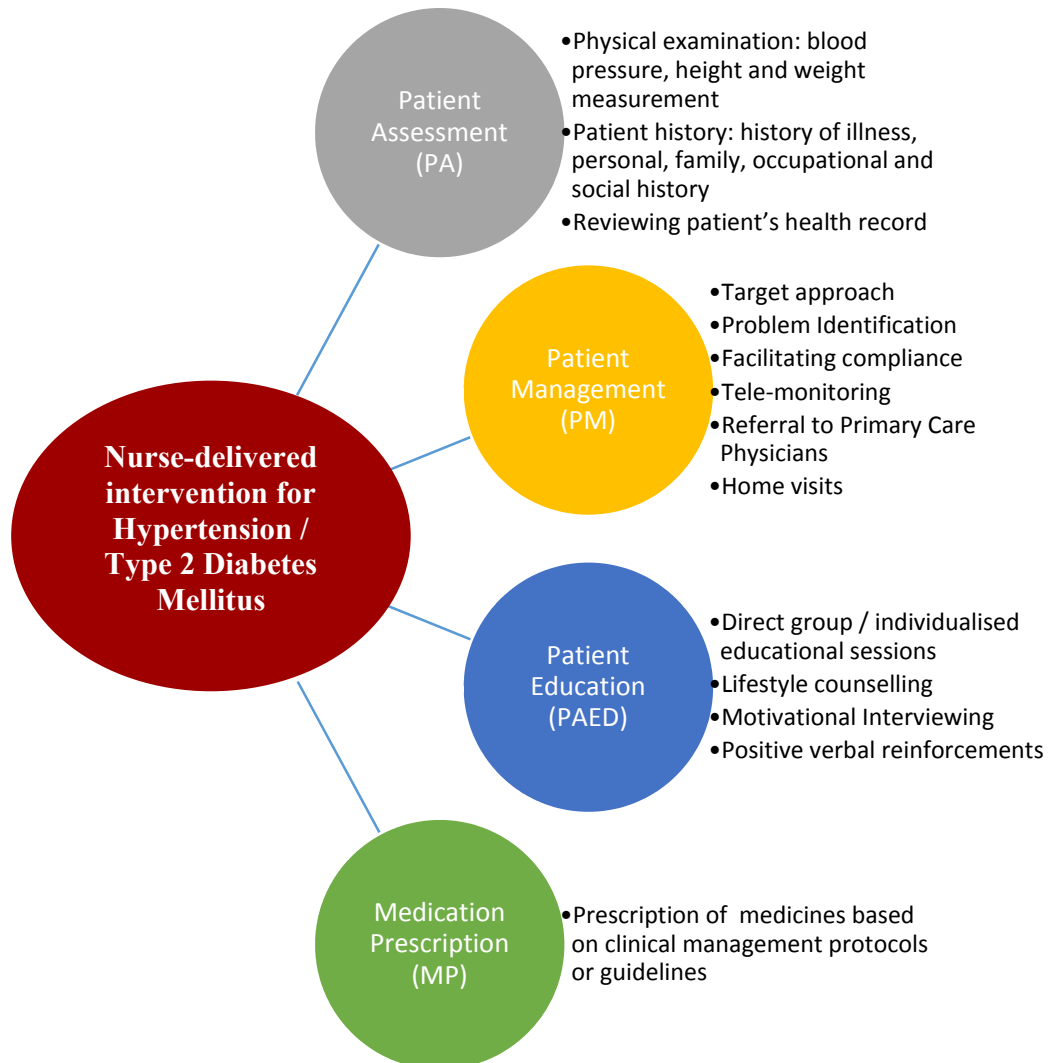 Patient
Assessment
(PA)
•Physical examination: blood
pressure, height and weight
measurement
•Patient history: history of illness,
personal, family, occupational and
social history
•Reviewing patient’s health record
Patient
Management
(PM)
•Target approach
•Problem Identification
•Facilitating compliance
•Tele-monitoring
•Referral to Primary Care
Physicians
•Home visits
Nurse-delivered
intervention for
Hypertension /
Type 2 Diabetes
Mellitus
Patient
Education
(PAED)
•Direct group / individualised
educational sessions
•Lifestyle counselling
•Motivational Interviewing
•Positive verbal reinforcements
Medication
Prescription
(MP)
•Prescription of  medicines based
on clinical management protocols
or guidelines